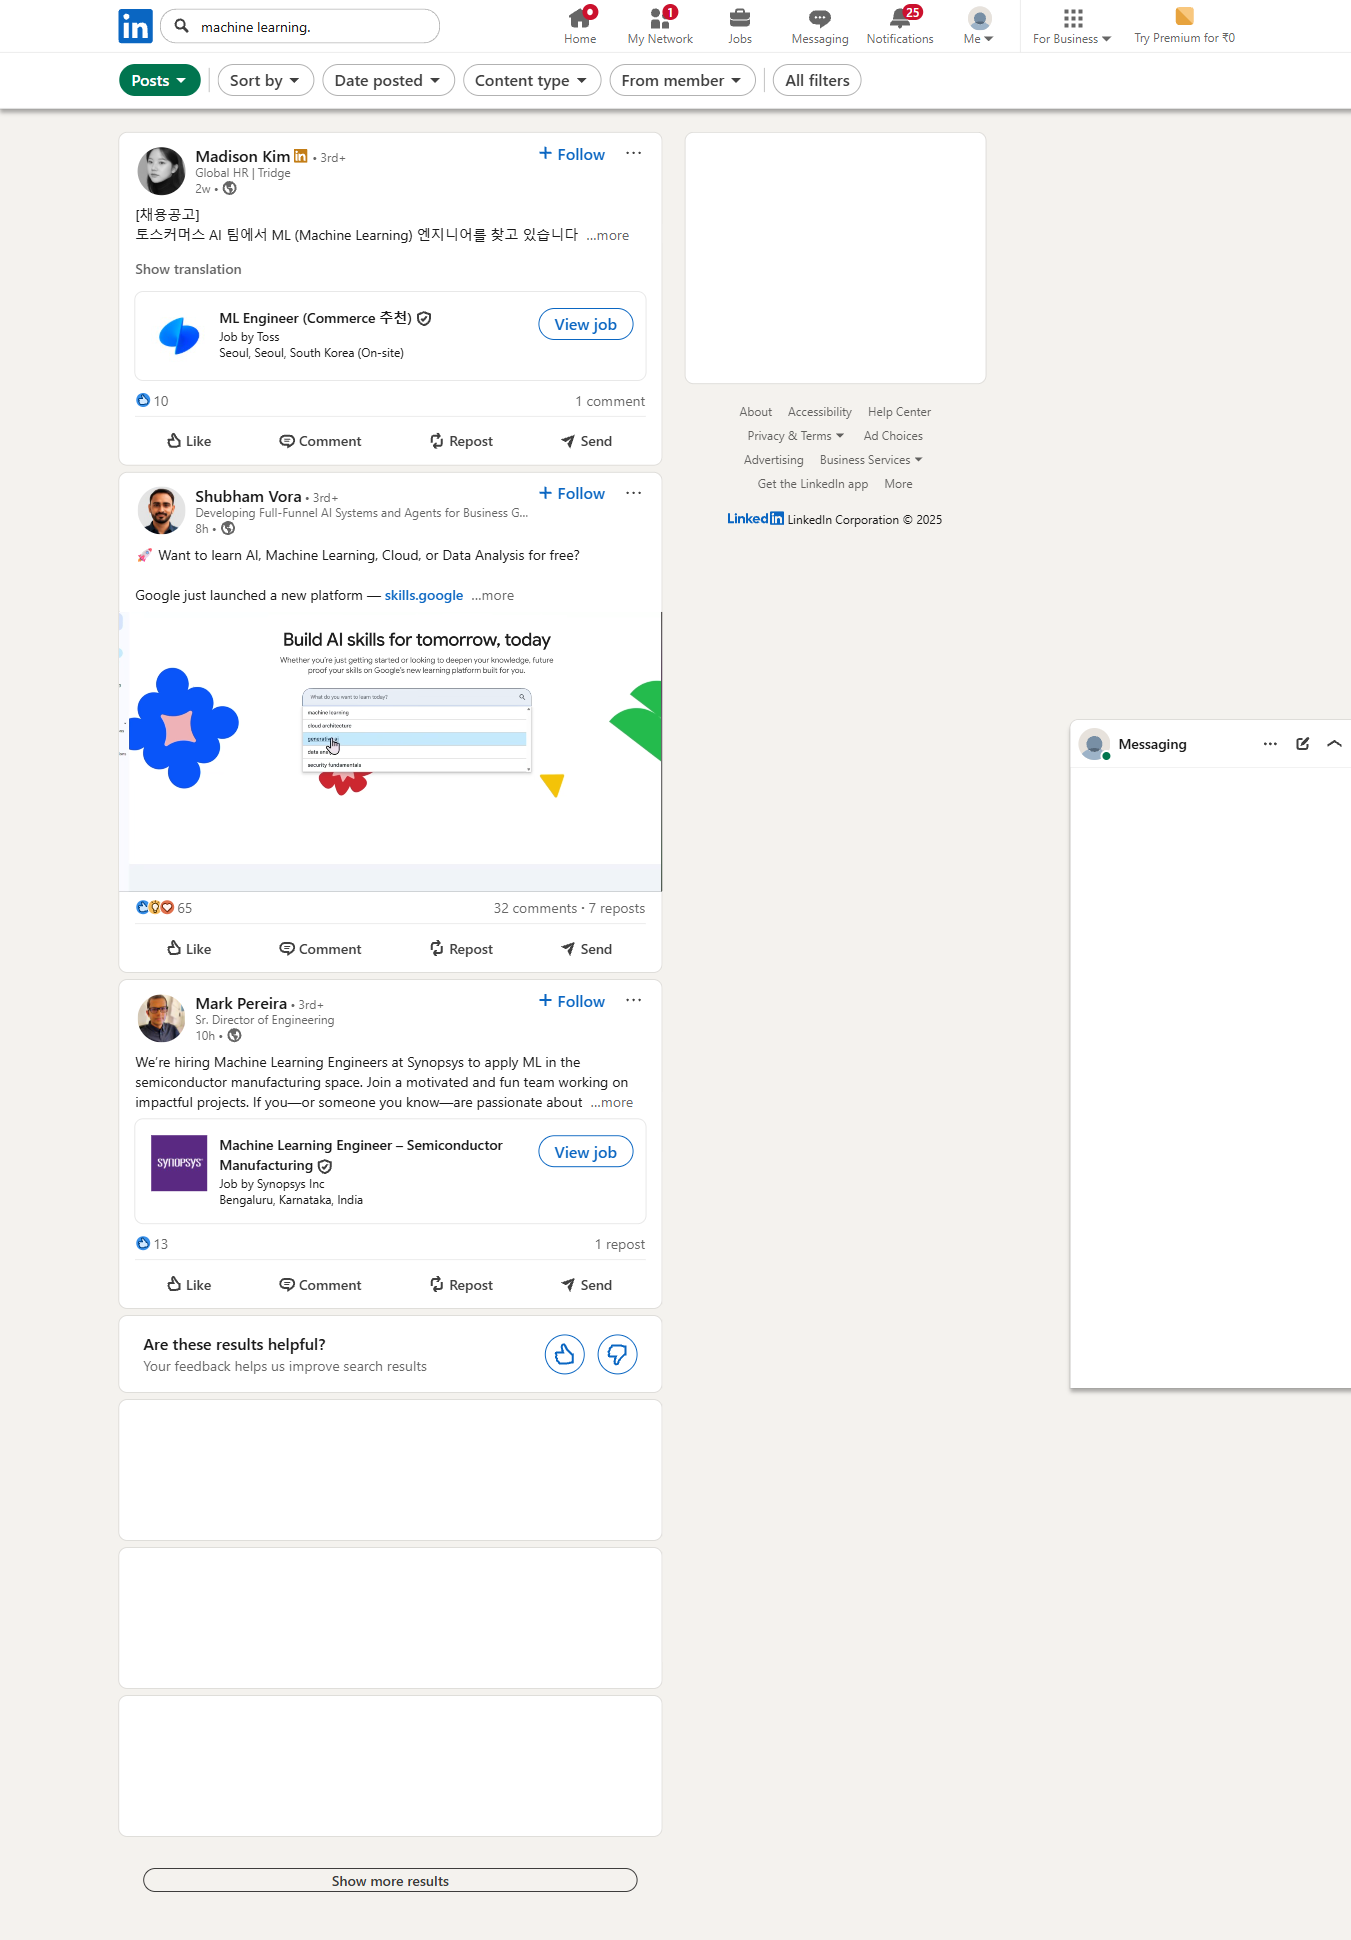 in
machine learning.
Home
1
My Network
Jobs
Messaging
25
Notifications
Me
For Business
Try Premium for ₹0
Posts
Sort by
Date posted
Content type
From member
All filters
Madison Kim in • 3rd+
Global HR | Tridge
2w •
+ Follow
[채용공고]
토스커머스 AI 팀에서 ML (Machine Learning) 엔지니어를 찾고 있습니다 ...more
Show translation
ML Engineer (Commerce 추천)
Job by Toss
Seoul, Seoul, South Korea (On-site)
View job
10
1 comment
Like
Comment
Repost
Send
Shubham Vora • 3rd+
Developing Full-Funnel AI Systems and Agents for Business G...
8h •
+ Follow
🚀 Want to learn AI, Machine Learning, Cloud, or Data Analysis for free?
Google just launched a new platform — skills.google ...more
Build AI skills for tomorrow, today
Whether you're just getting started or looking to deepen your knowledge, future
proof your skills on Google's new learning platform built for you.
What do you want to learn today?
machine learning
cloud architecture
security fundamentals
65
32 comments • 7 reposts
Like
Comment
Repost
Send
Mark Pereira • 3rd+
Sr. Director of Engineering
10h •
+ Follow
We're hiring Machine Learning Engineers at Synopsys to apply ML in the
semiconductor manufacturing space. Join a motivated and fun team working on
impactful projects. If you—or someone you know—are passionate about ...more
SYNOPSYS
Machine Learning Engineer – Semiconductor
Manufacturing
Job by Synopsys Inc
Bengaluru, Karnataka, India
View job
13
1 repost
Like
Comment
Repost
Send
Are these results helpful?
Your feedback helps us improve search results
Show more results
About
Accessibility
Help Center
Privacy & Terms
Ad Choices
Advertising
Business Services
Get the LinkedIn app
More
LinkedIn LinkedIn Corporation © 2025
Messaging